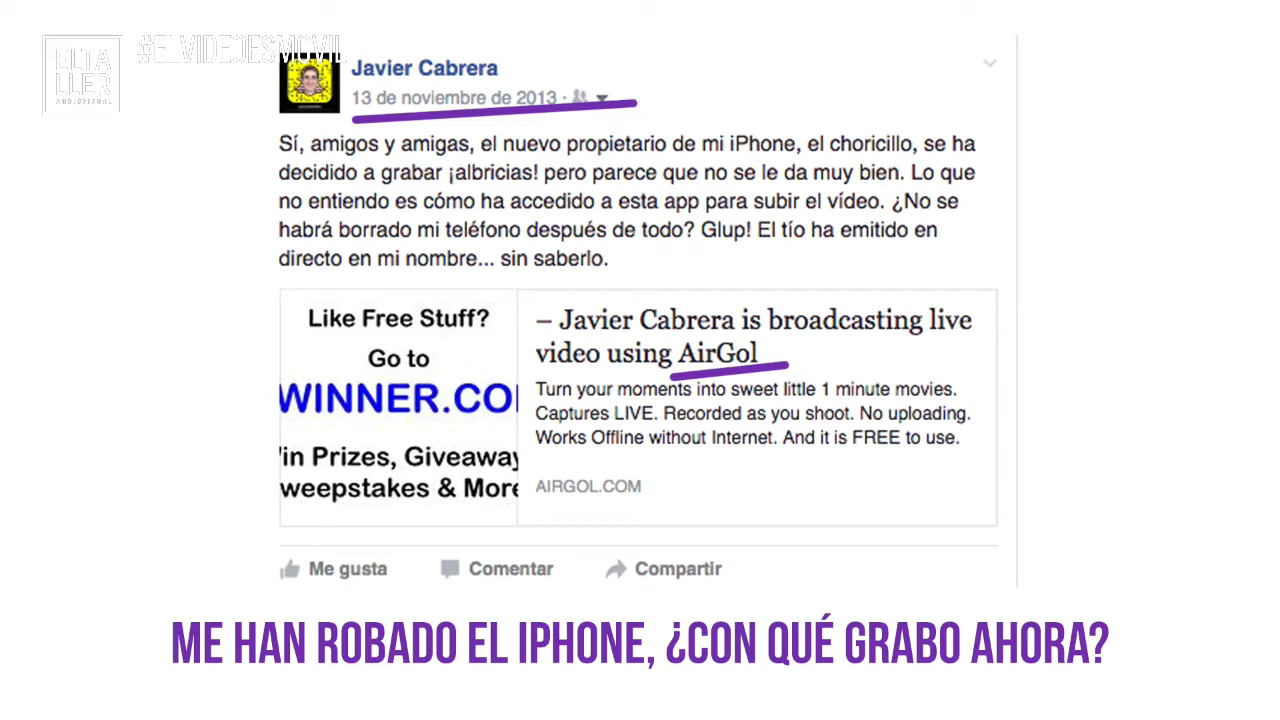 ELTA
LLER
AUDIOVISUAL
#ELVIDEOESMOVIL
Javier Cabrera
13 de noviembre de 2013 ·
Sí, amigos y amigas, el nuevo propietario de mi iPhone, el choricillo, se ha
decidido a grabar ¡albricias! pero parece que no se le da muy bien. Lo que
no entiendo es cómo ha accedido a esta app para subir el vídeo. ¿No se
habrá borrado mi teléfono después de todo? Glup! El tío ha emitido en
directo en mi nombre... sin saberlo.
Like Free Stuff?
Go to
WINNER.CO
in Prizes, Giveaway
weepstakes & More
– Javier Cabrera is broadcasting live
video using AirGol
Turn your moments into sweet little 1 minute movies.
Captures LIVE. Recorded as you shoot. No uploading.
Works Offline without Internet. And it is FREE to use.
AIRGOL.COM
Me gusta Comentar Compartir
ME HAN ROBADO EL IPHONE, ¿CON QUÉ GRABO AHORA?